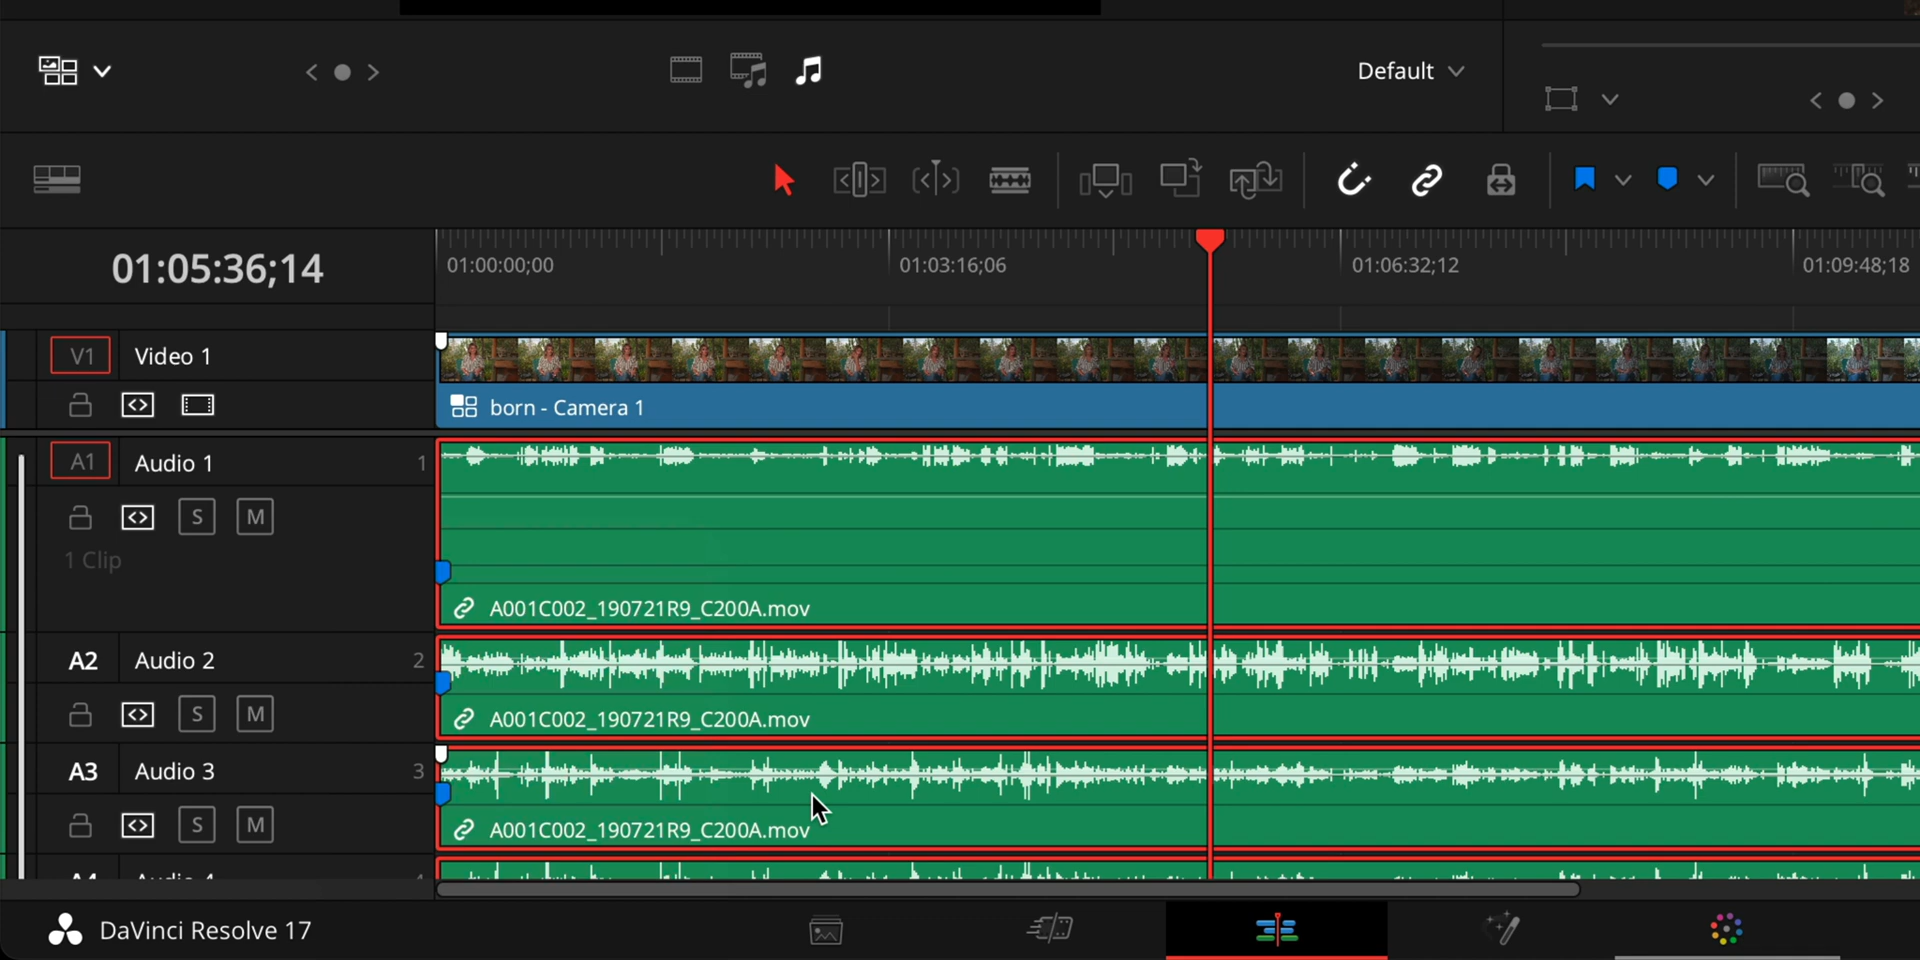 Default
01:05:36;14
01:00:00;00
01:03:16;06
01:06:32;12
01:09:48;18
V1
Video 1
born - Camera 1
A1
Audio 1
1
S
M
1 Clip
A001C002_190721R9_C200A.mov
A2
Audio 2
2
S
M
A001C002_190721R9_C200A.mov
A3
Audio 3
3
S
M
A001C002_190721R9_C200A.mov
A4
Audio 4
4
DaVinci Resolve 17